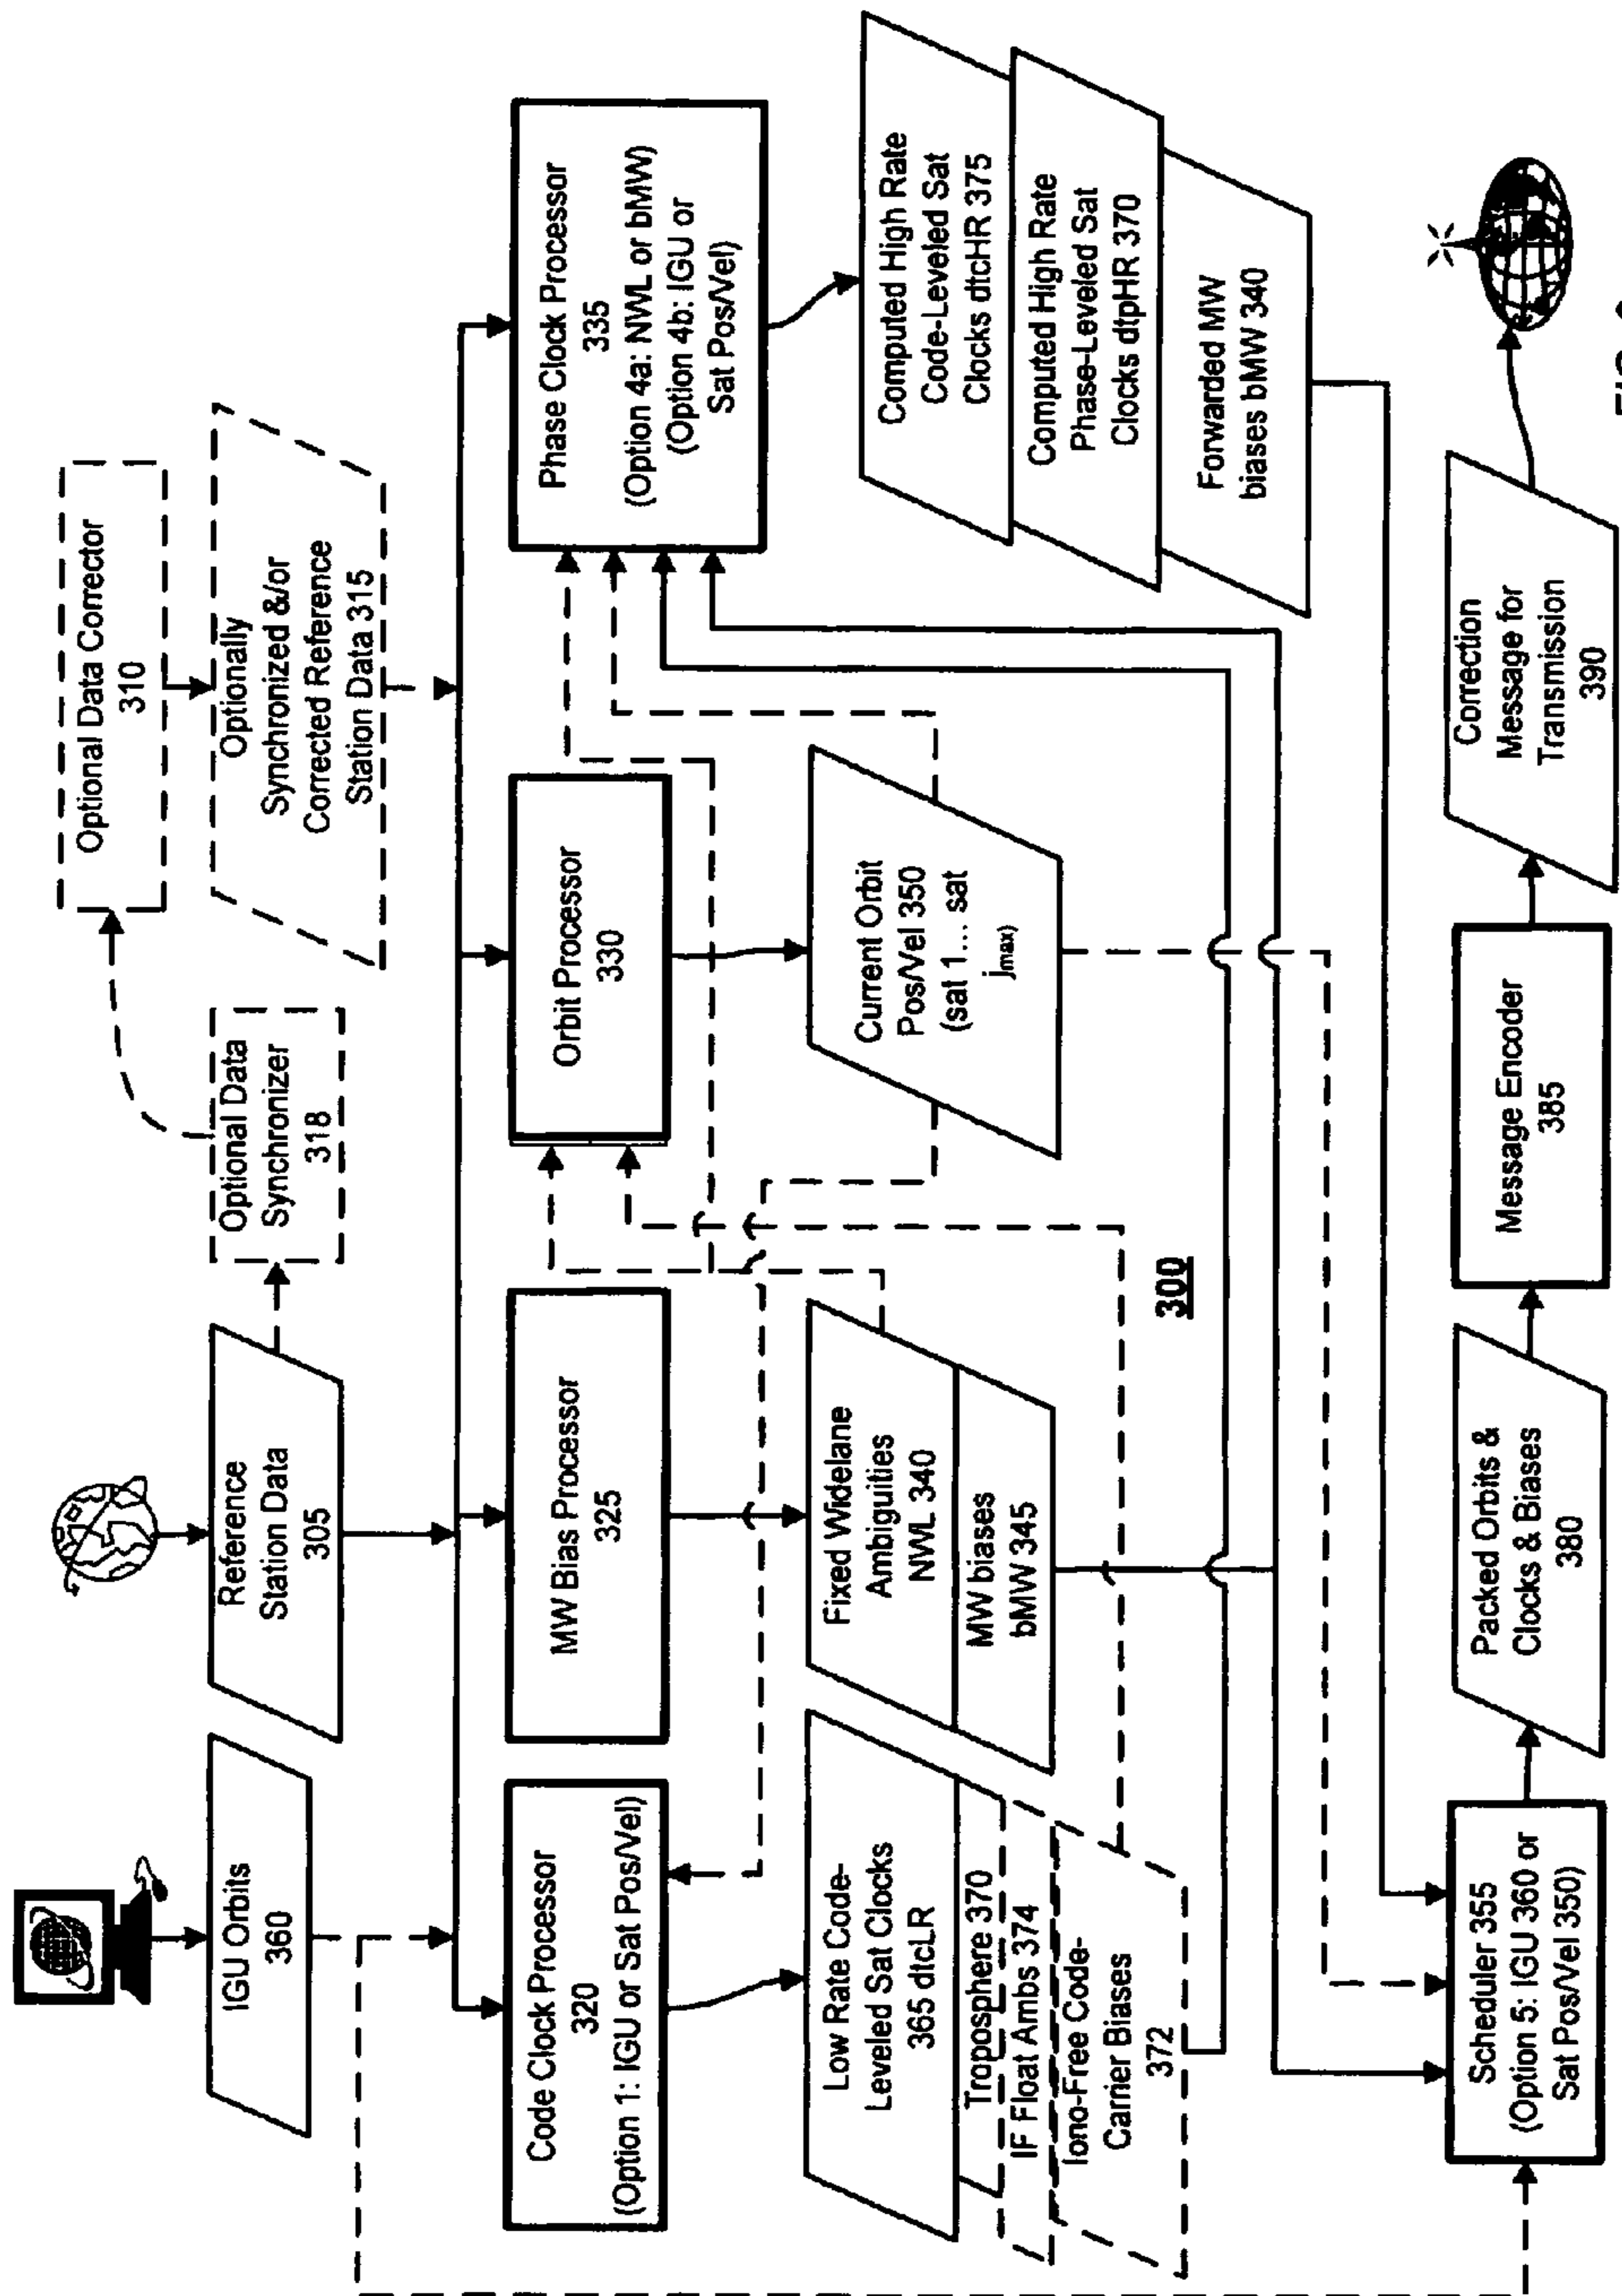 IGU Orbits
360
Reference
Station Data
305
Optional Data
Synchronizer
318
Optional Data Corrector
310
Optionally
Synchronized &/or
Corrected Reference
Station Data 315
Code Clock Processor
320
(Option 1: IGU or Sat Pos/Vel)
MW Bias Processor
325
Orbit Processor
330
Phase Clock Processor
335
(Option 4a: NWL or bMW)
(Option 4b: IGU or
Sat Pos/Vel)
Low Rate Code-
Leveled Sat Clocks
365 dtcLR
Troposphere 370
IF Float Ambs 374
Iono-Free Code-
Carrier Biases
372
Fixed Widelane
Ambiguities
NWL 340
MW biases
bMW 345
Current Orbit
Pos/Vel 350
(sat 1... sat
jmax)
Computed High Rate
Code-Leveled Sat
Clocks dtcHR 375
Computed High Rate
Phase-Leveled Sat
Clocks dtpHR 370
Forwarded MW
biases bMW 340
300
Scheduler 355
(Option 5: IGU 360 or
Sat Pos/Vel 350)
Packed Orbits &
Clocks & Biases
380
Message Encoder
385
Correction
Message for
Transmission
390